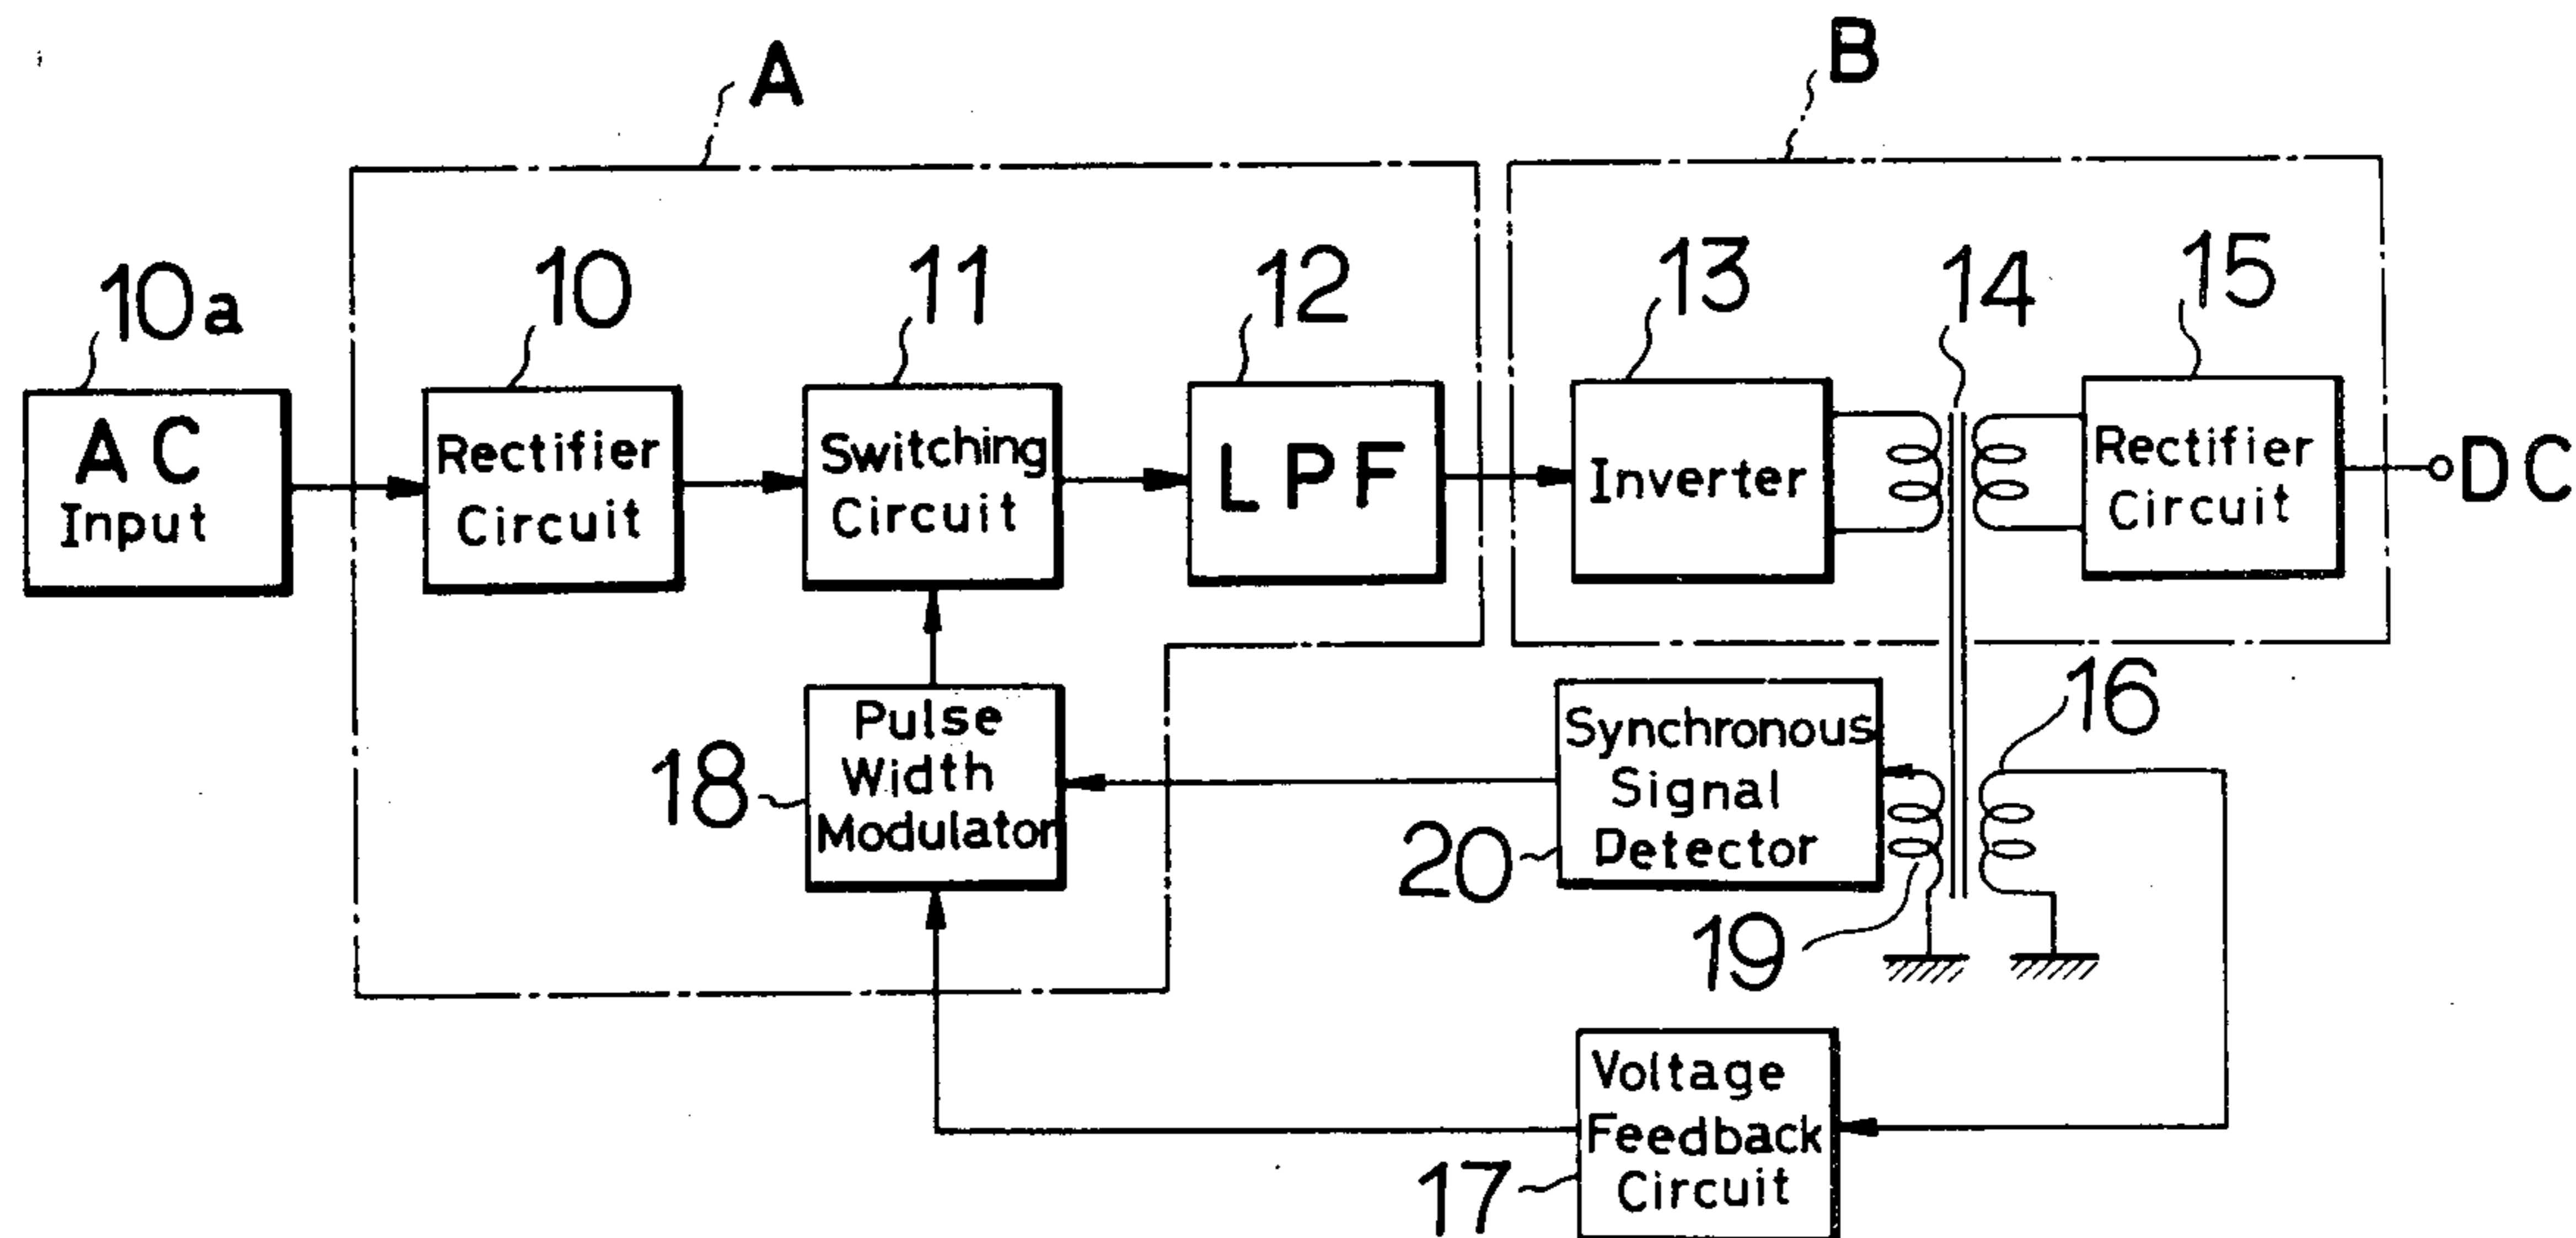 A
B
10a
10
11
12
13
14
15
AC
Input
Rectifier
Circuit
Switching
Circuit
LPF
Inverter
Rectifier
Circuit
DC
18
Pulse
Width
Modulator
20
Synchronous
Signal
Detector
19
16
17
Voltage
Feedback
Circuit